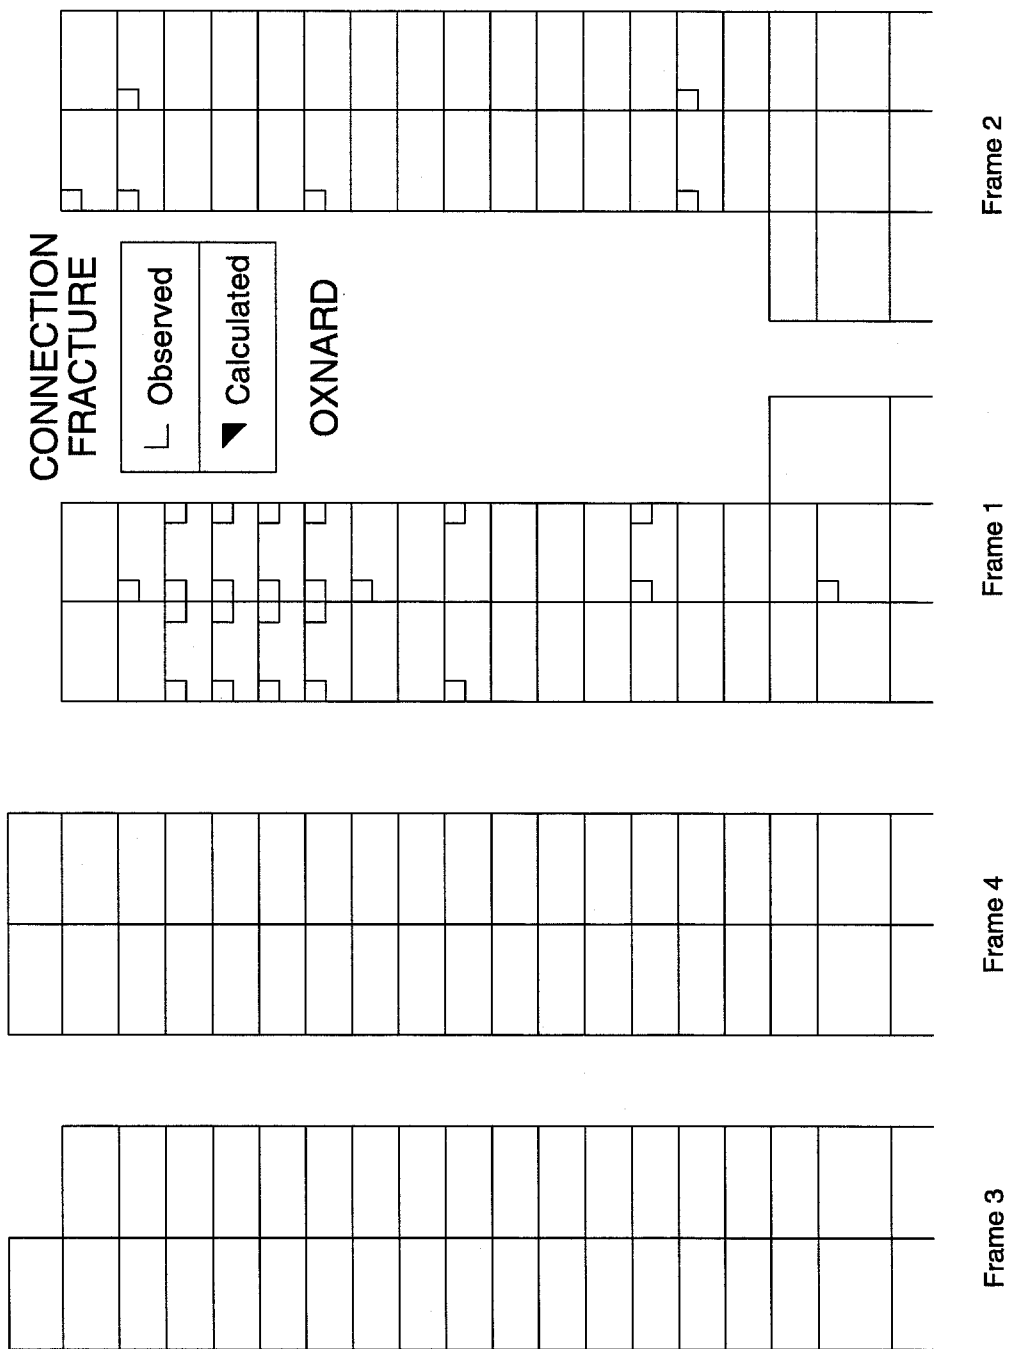 CONNECTION
FRACTURE
Observed
Calculated
OXNARD
Frame 3
Frame 4
Frame 1
Frame 2